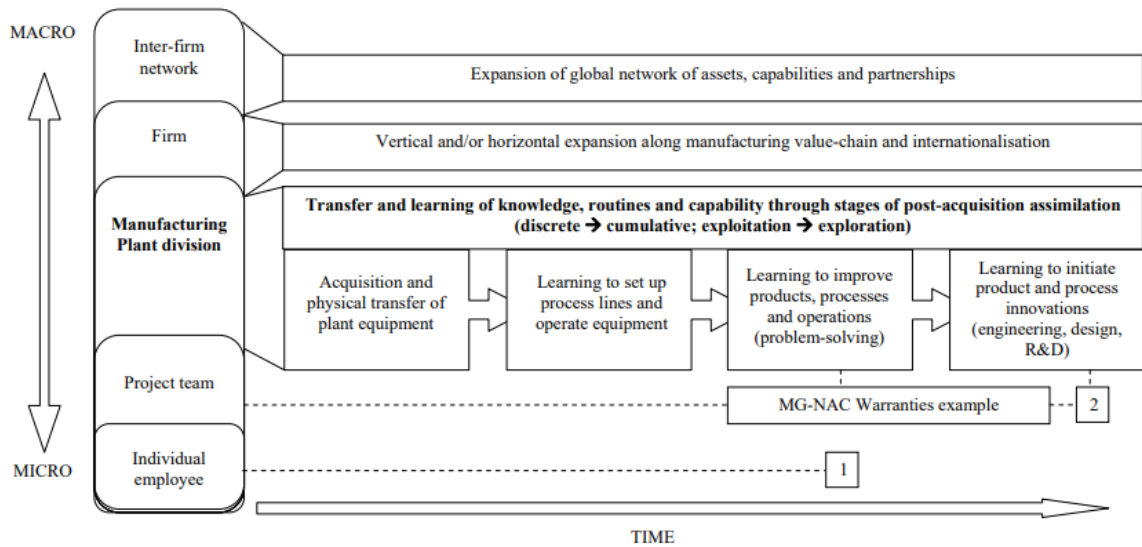 MACRO
Inter-firm
network
Expansion of global network of assets, capabilities and partnerships
Firm
Vertical and/or horizontal expansion along manufacturing value-chain and internationalisation
Manufacturing
Plant division
Transfer and learning of knowledge, routines and capability through stages of post-acquisition assimilation
(discrete → cumulative; exploitation → exploration)
Acquisition and
physical transfer of
plant equipment
Learning to set up
process lines and
operate equipment
Learning to improve
products, processes
and operations
(problem-solving)
Learning to initiate
product and process
innovations
(engineering, design,
R&D)
Project team
MG-NAC Warranties example
2
MICRO
Individual
employee
1
TIME